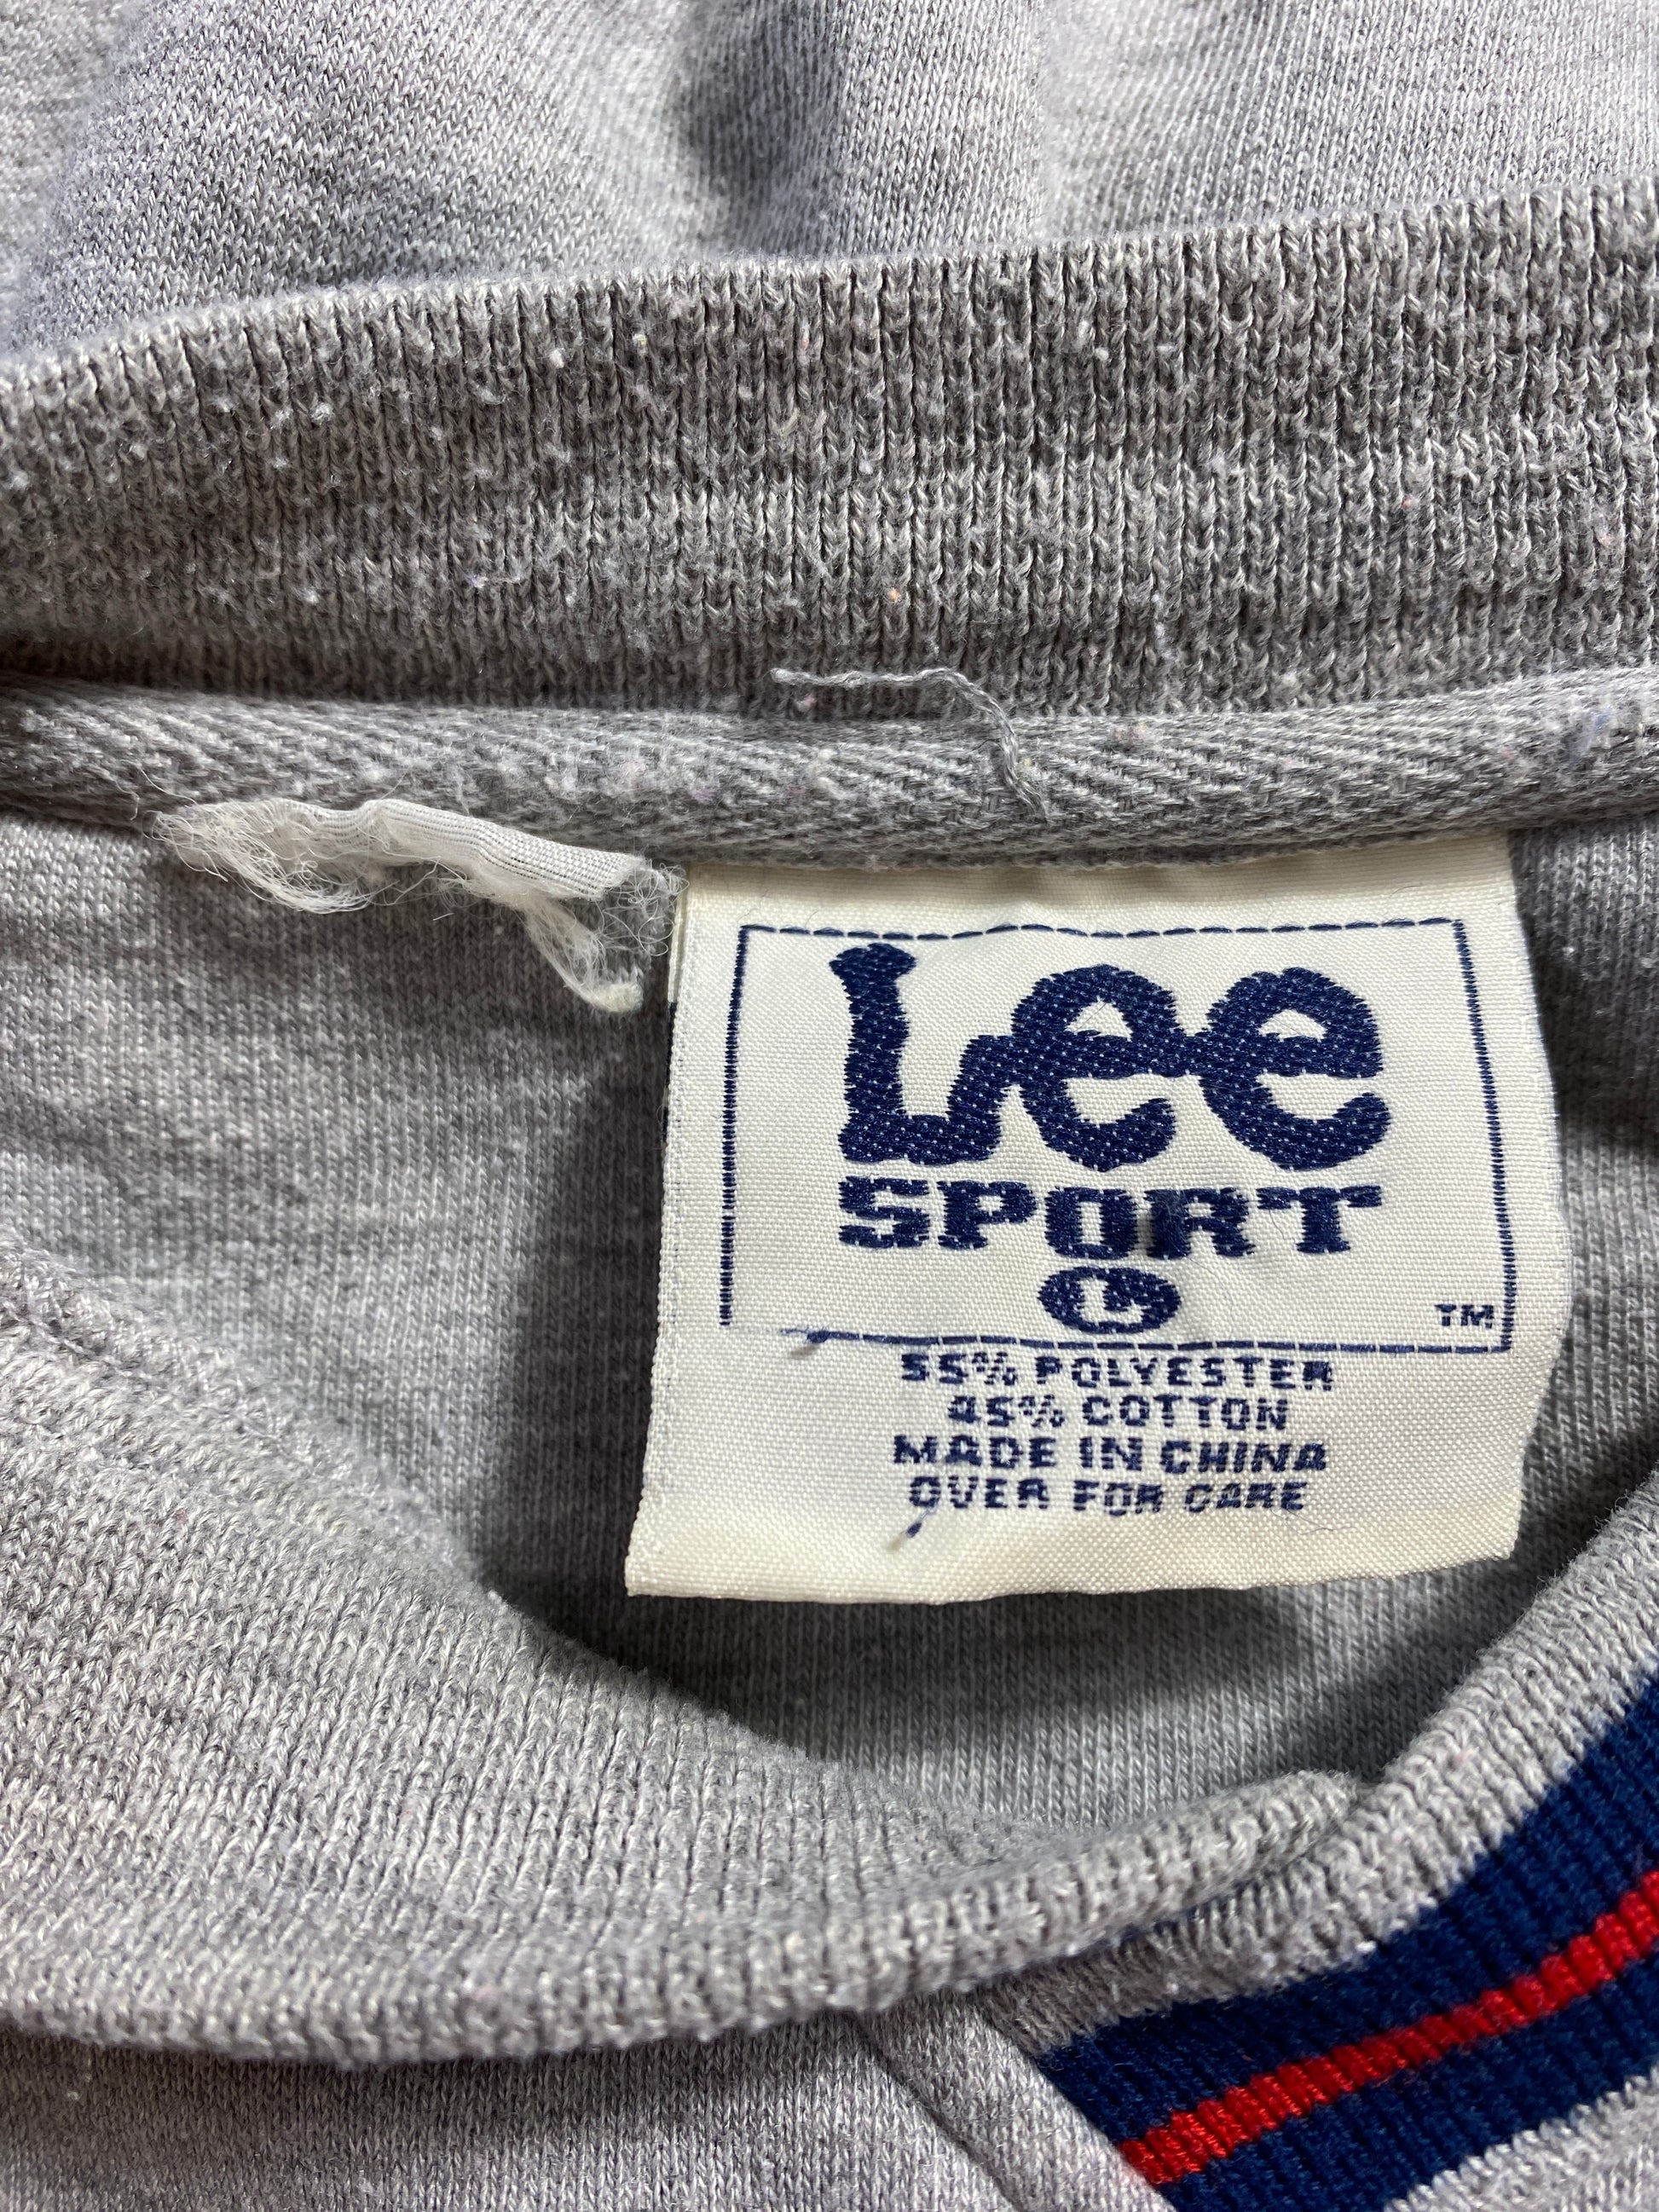 Lee
SPORT
L
TM
55% POLYESTER
45% COTTON
MADE IN CHINA
OVER FOR CARE